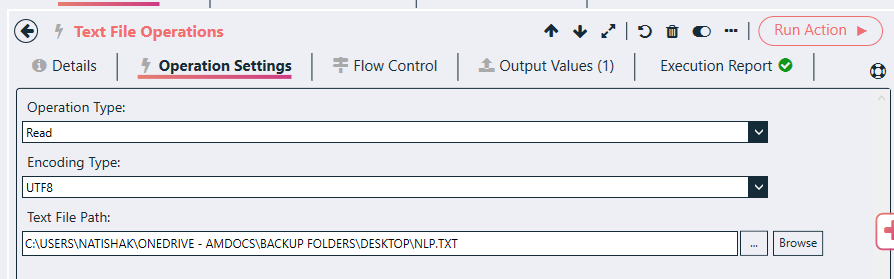 Text File Operations
Run Action
Details
Operation Settings
Flow Control
Output Values (1)
Execution Report
Operation Type:
Read
Encoding Type:
UTF8
Text File Path:
C:\USERS\NATISHAK\ONEDRIVE - AMDOCS\BACKUP FOLDERS\DESKTOP\NLP.TXT
...
Browse